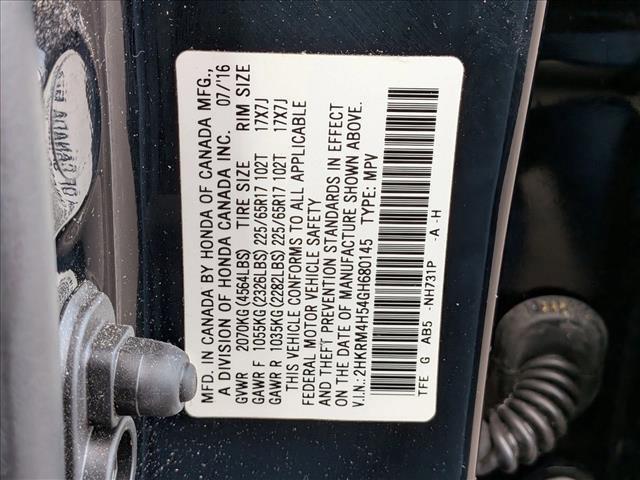 MFD. IN CANADA BY HONDA OF CANADA MFG.,
A DIVISION OF HONDA CANADA INC. 07/'16
GVWR 2070KG (4564LBS) TIRE SIZE RIM SIZE
GAWR F 1055KG (2326LBS) 225/65R17 102T 17X7J
GAWR R 1035KG (2282LBS) 225/65R17 102T 17X7J
THIS VEHICLE CONFORMS TO ALL APPLICABLE
FEDERAL MOTOR VEHICLE SAFETY
AND THEFT PREVENTION STANDARDS IN EFFECT
ON THE DATE OF MANUFACTURE SHOWN ABOVE.
V.I.N.: 2HKRM4H54GH680145 TYPE: MPV
TFE G AB5 -NH731P -A -H
OF CANADA